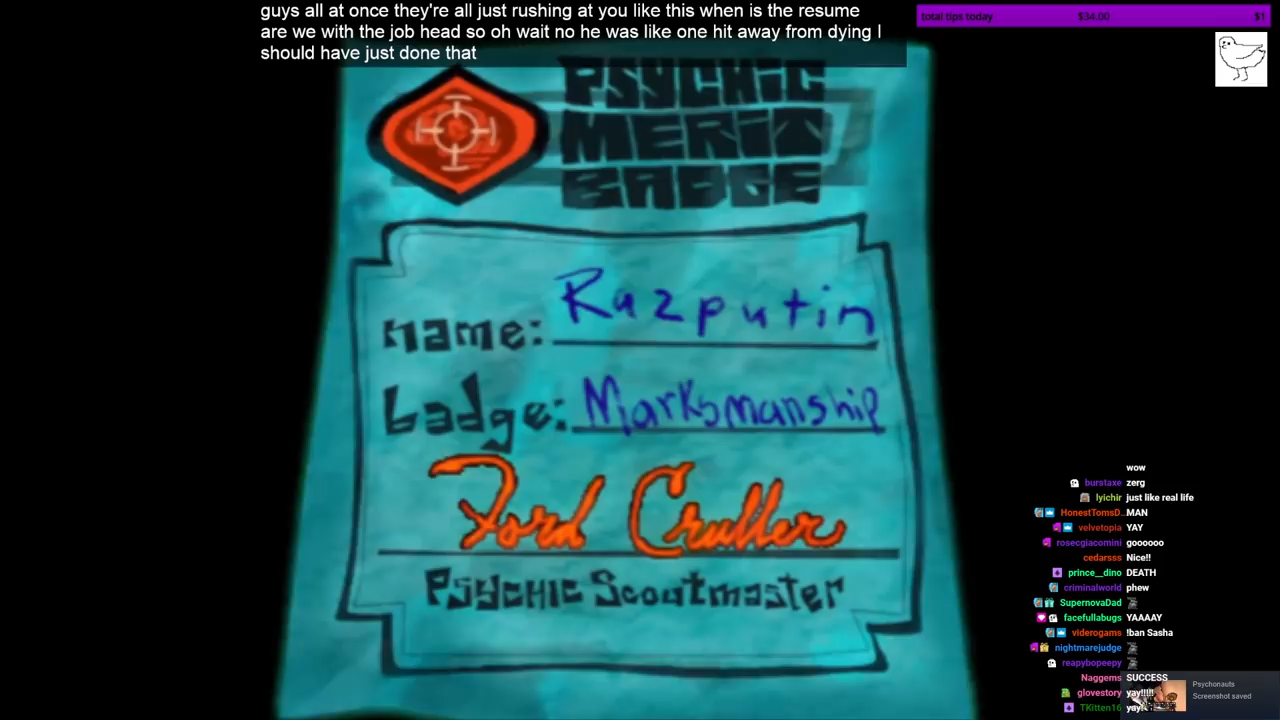 guys all at once they're all just rushing at you like this when is the resume
are we with the job head so oh wait no he was like one hit away from dying I
should have just done that
total tips today $34.00 $1
PSYCHIC
MERIT
BADGE
name: Razputin
badge: Marksmanship
Ford Cruller
Psychic Scoutmaster
wow
burstaxe zerg
lyichir just like real life
HonestTomsD... MAN
velvetopia YAY
rosecgiacomini goooooo
cedarsss Nice!!
prince__dino DEATH
criminalworld phew
SupernovaDad
facefullabugs YAAAAY
viderogams !ban Sasha
nightmarejudge
reapybopeepy
Naggems SUCCESS
glovestory yay!!!!!
TKitten16 yay!
Psychonauts
Screenshot saved